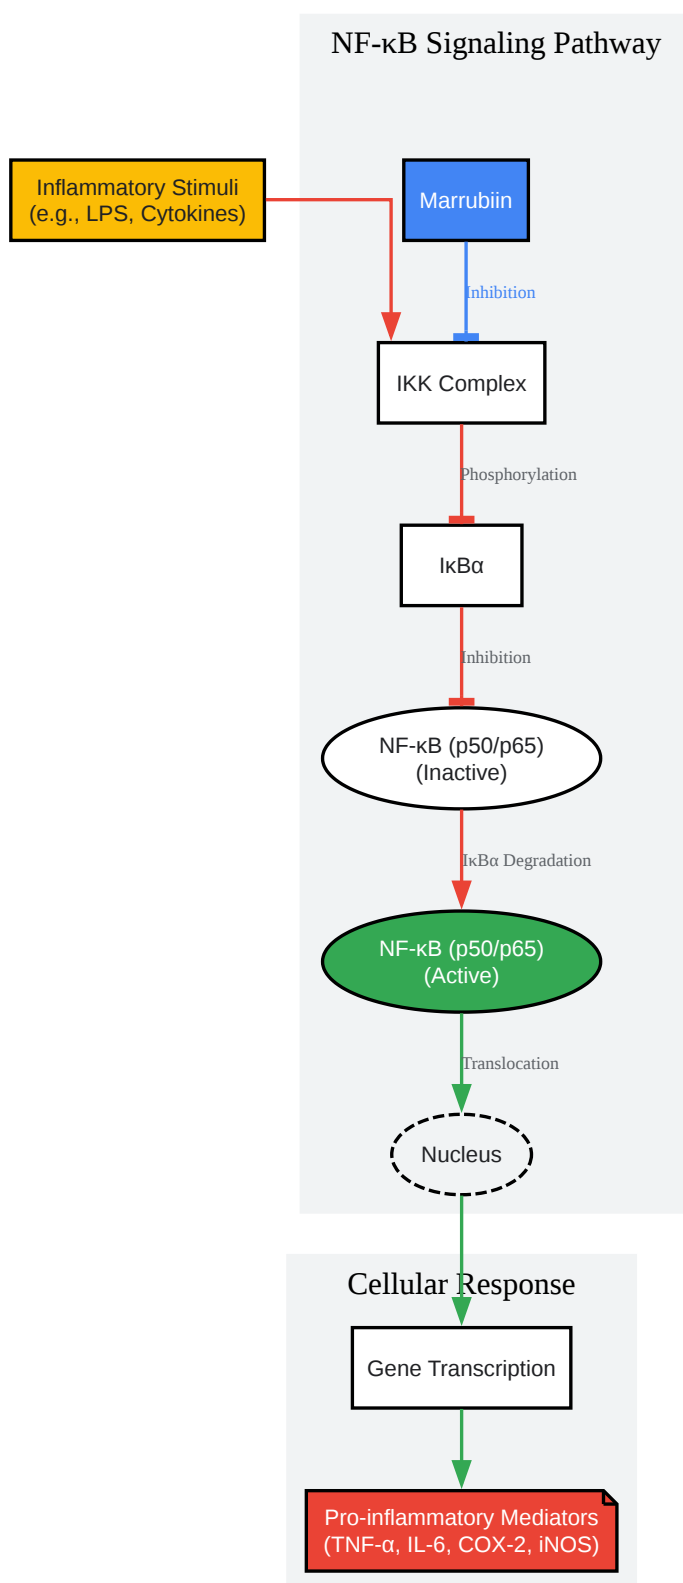 NF-κB Signaling Pathway
Inflammatory Stimuli
(e.g., LPS, Cytokines)
Marrubiin
Inhibition
IKK Complex
Phosphorylation
IκBα
Inhibition
NF-κB (p50/p65)
(Inactive)
IκBα Degradation
NF-κB (p50/p65)
(Active)
Translocation
Nucleus
Cellular Response
Gene Transcription
Pro-inflammatory Mediators
(TNF-α, IL-6, COX-2, iNOS)